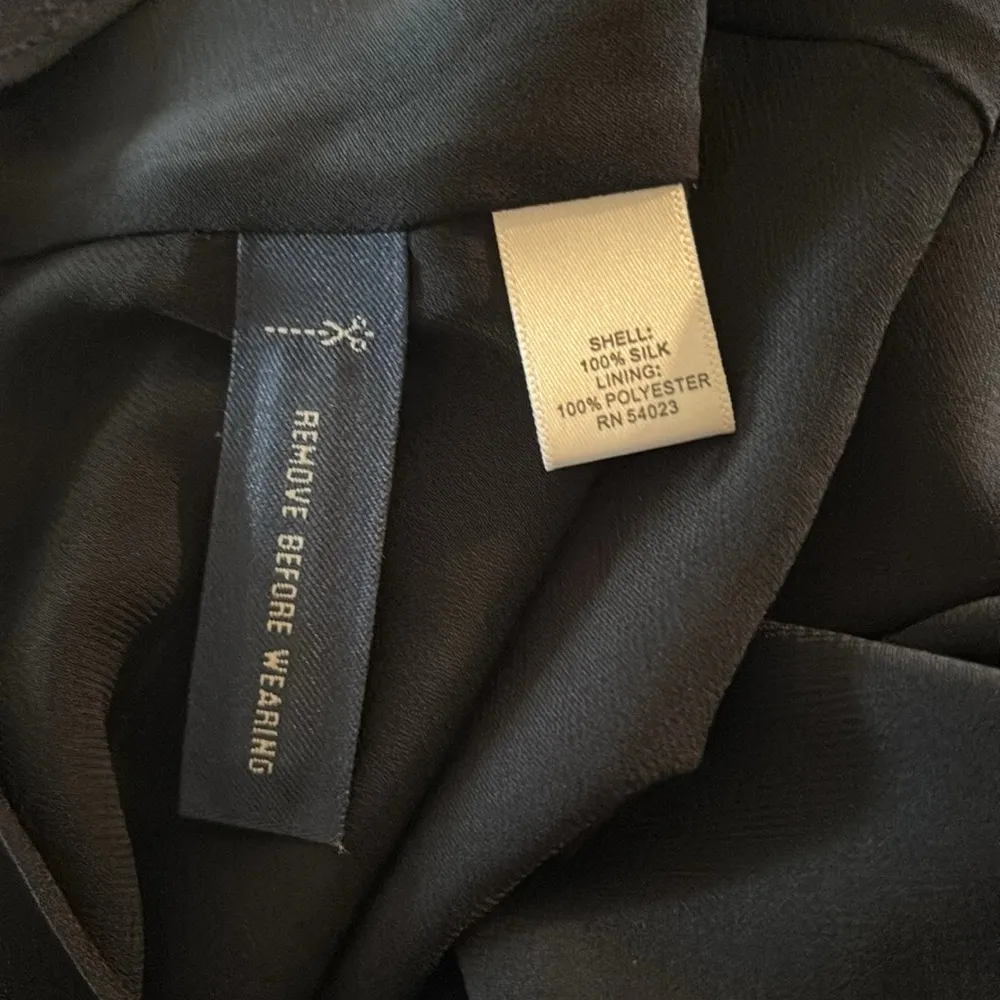 REMOVE BEFORE WEARING
SHELL:
100% SILK
LINING:
100% POLYESTER
RN 54023